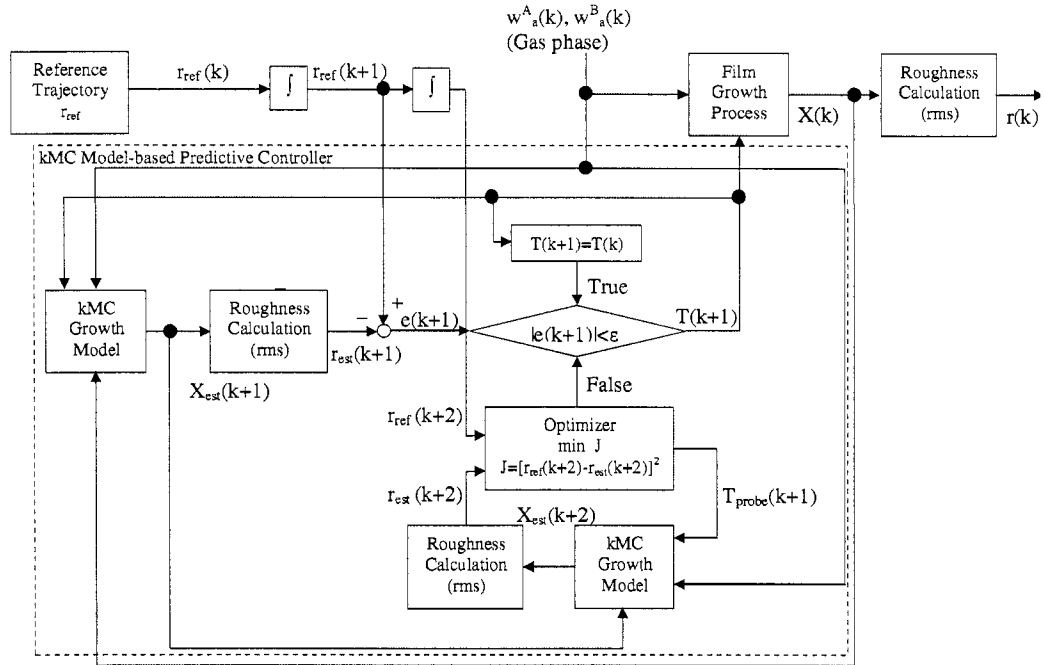 w^A_a(k), w^B_a(k)
(Gas phase)
Reference
Trajectory
r_ref
r_ref(k)
∫
r_ref(k+1)
∫
Film
Growth
Process
X(k)
Roughness
Calculation
(rms)
r(k)
kMC Model-based Predictive Controller
T(k+1)=T(k)
True
kMC
Growth
Model
X_est(k+1)
Roughness
Calculation
(rms)
r_est(k+1)
−
+
e(k+1)
|e(k+1)|<ε
T(k+1)
False
r_ref(k+2)
Optimizer
min J
J=[r_ref(k+2)-r_est(k+2)]²
r_est(k+2)
T_probe(k+1)
X_est(k+2)
Roughness
Calculation
(rms)
kMC
Growth
Model